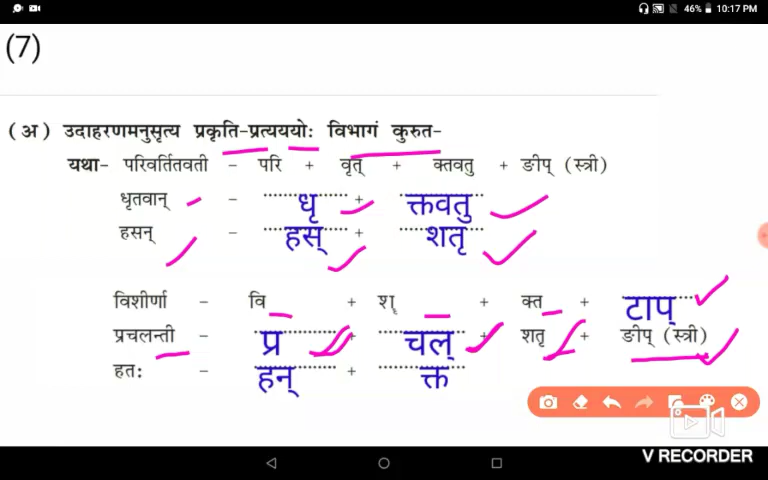 46% 10:17 PM
(7)
(अ) उदाहरणमनुसृत्य प्रकृति-प्रत्यययोः विभागं कुरुत-
यथा- परिवर्तितवती - परि + वृत् + क्तवतु + ङीप् (स्त्री)
धृतवान् - धृ + क्तवतु
हसन् - हस् + शतृ
विशीर्णा - वि + शॄ + क्त + टाप्
प्रचलन्ती - प्र + चल् + शतृ + ङीप् (स्त्री)
हतः - हन् + क्त
V RECORDER